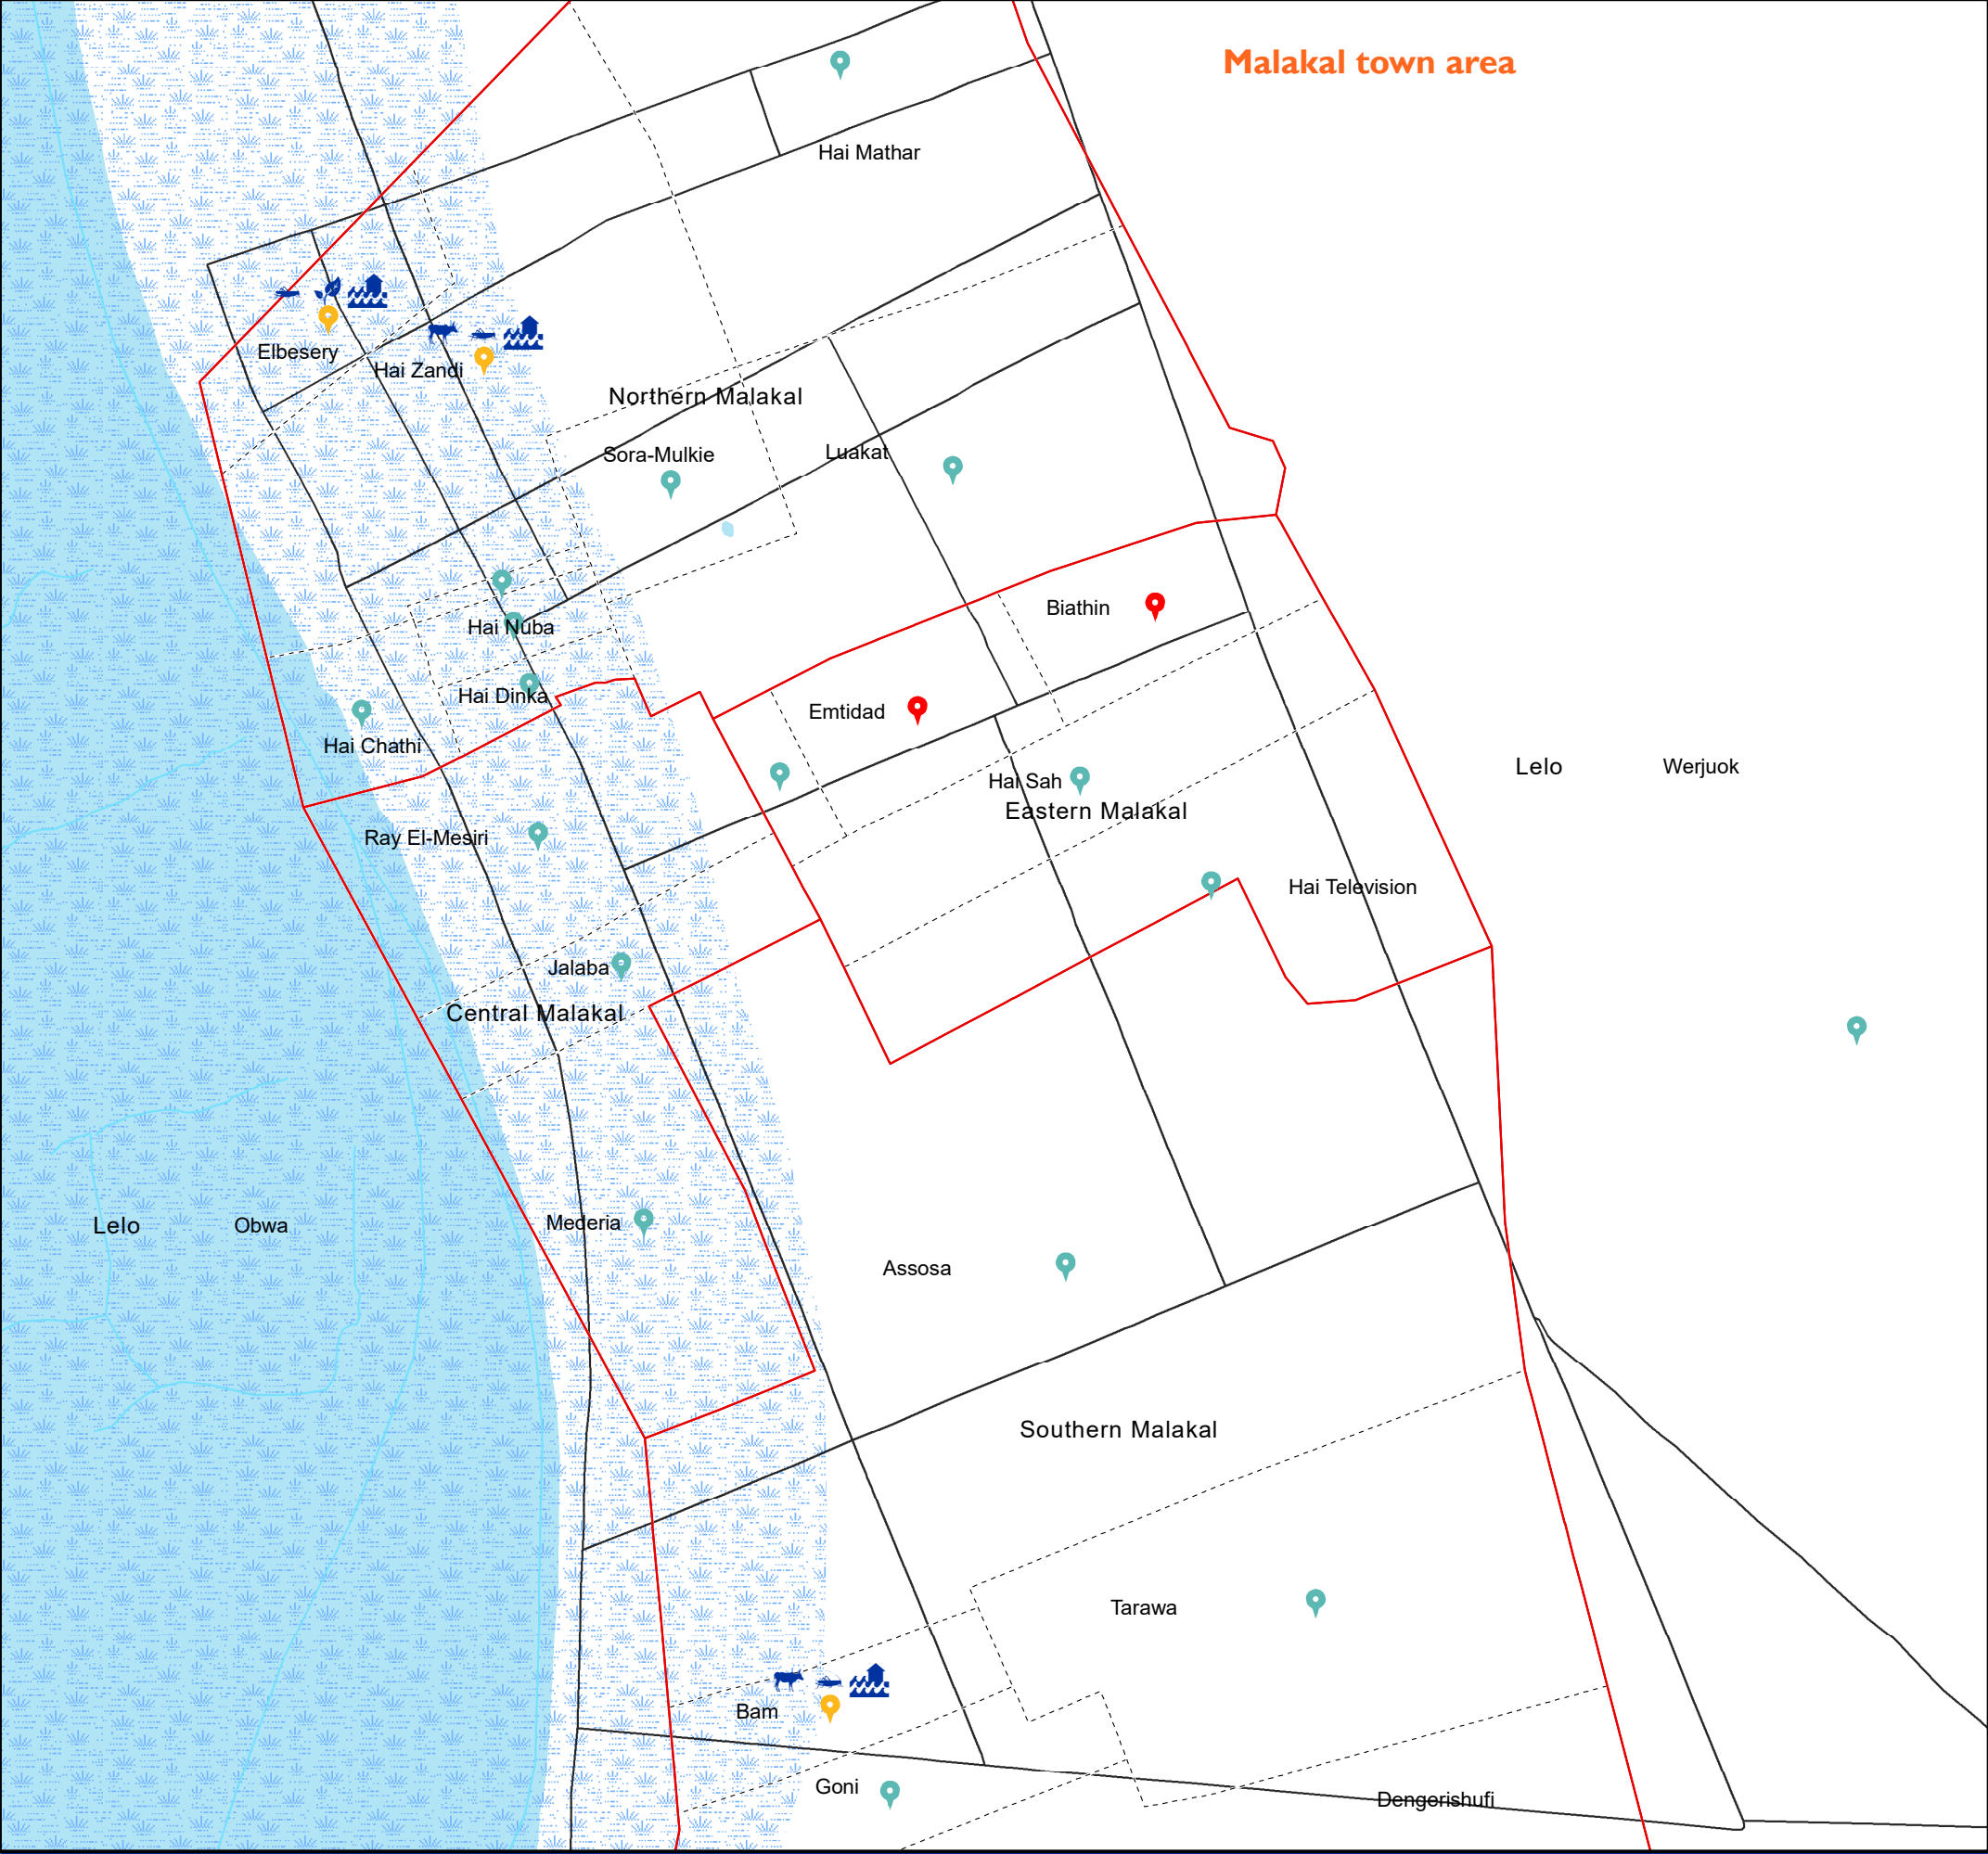 Malakal town area
Hai Mathar
Elbesery
Hai Zandi
Northern Malakal
Sora-Mulkie
Luakat
Biathin
Hai Nuba
Hai Dinka
Emtidad
Hai Chathi
Lelo
Werjuok
Hai Sah
Eastern Malakal
Ray El-Mesiri
Hai Television
Jalaba
Central Malakal
Lelo
Obwa
Mederia
Assosa
Southern Malakal
Tarawa
Bam
Goni
Dengerishufi